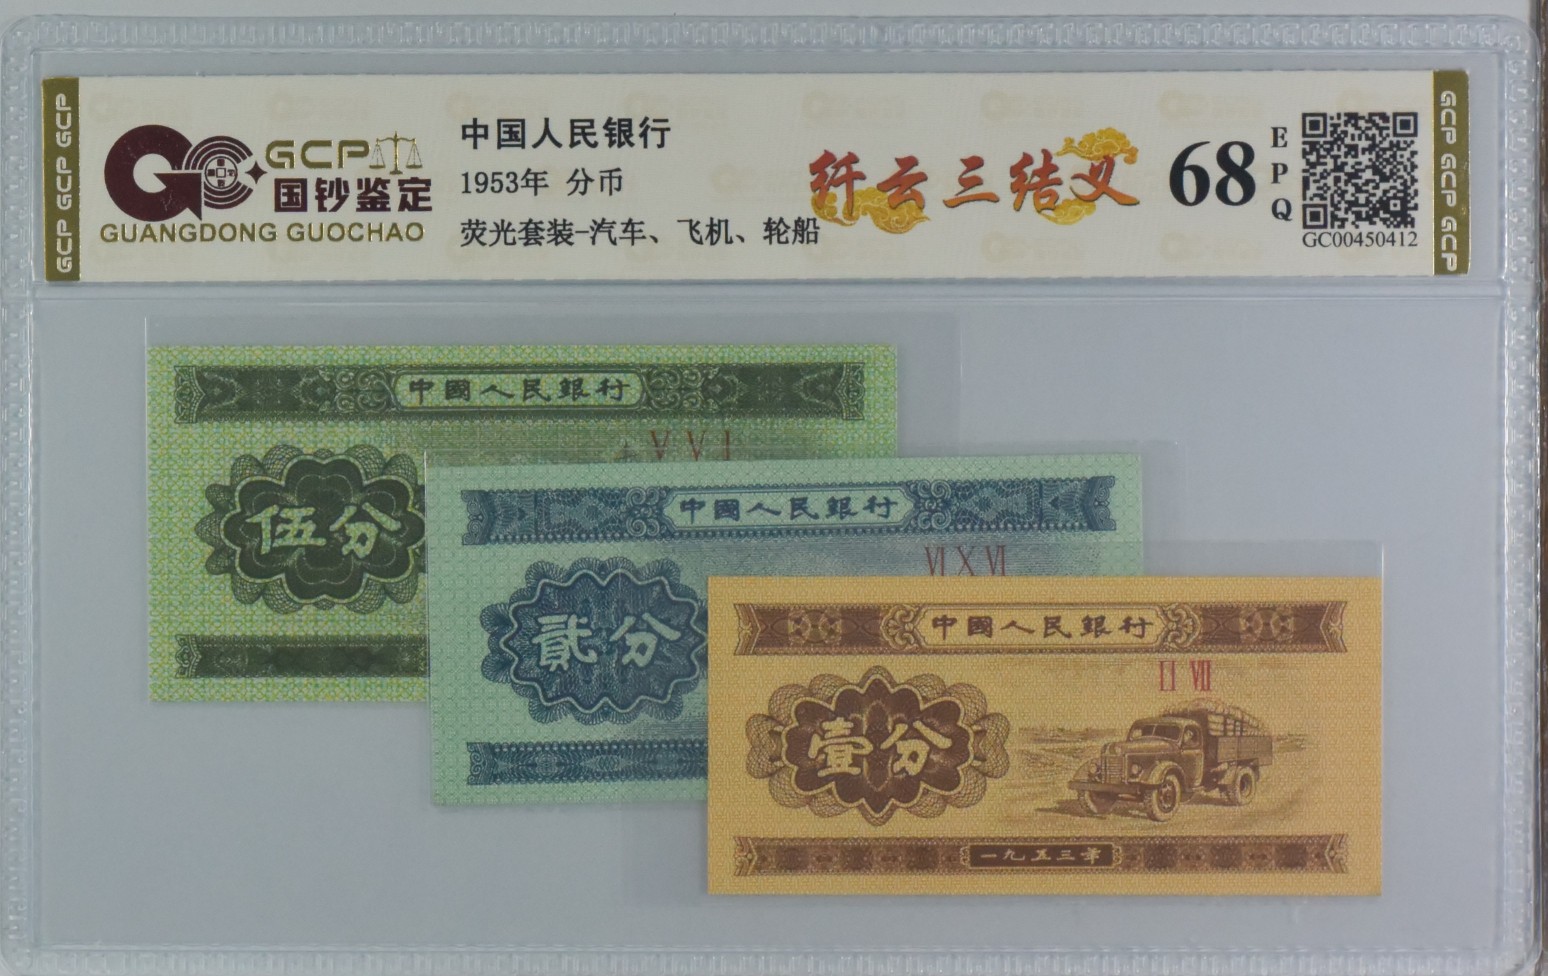 GCP GCP GCP
GCP
国钞鉴定
GUANGDONG GUOCHAO
中国人民银行
1953年 分币
荧光套装-汽车、飞机、轮船
纤云三结义
68
EPQ
GC00450412
GCP GCP GCP
中國人民銀行
V V I
伍分
中國人民銀行
VI X VI
貳分
中國人民銀行
II VII
壹分
一九五三年